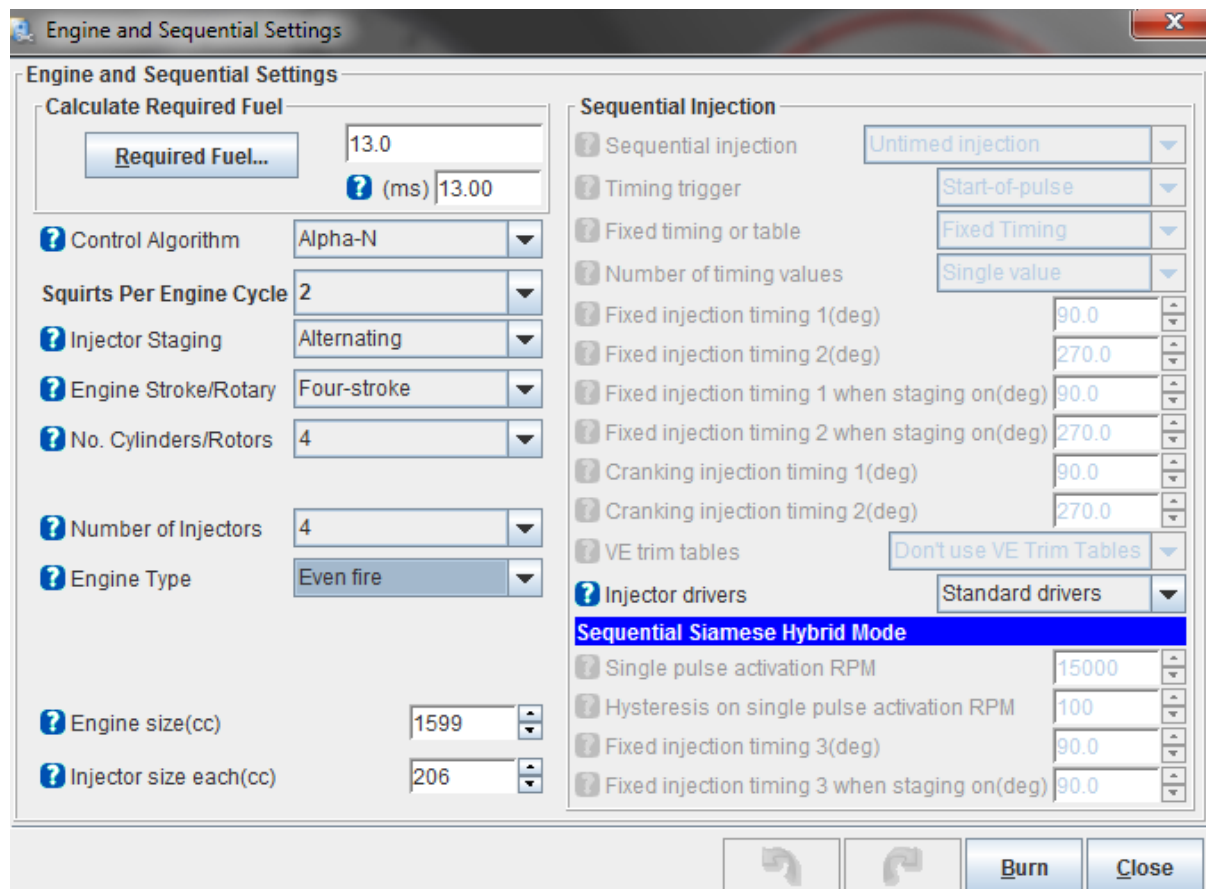 Engine and Sequential Settings
Engine and Sequential Settings
Calculate Required Fuel
Required Fuel...
13.0
? (ms) 13.00
? Control Algorithm Alpha-N
Squirts Per Engine Cycle 2
? Injector Staging Alternating
? Engine Stroke/Rotary Four-stroke
? No. Cylinders/Rotors 4
? Number of Injectors 4
? Engine Type Even fire
? Engine size(cc) 1599
? Injector size each(cc) 206
Sequential Injection
? Sequential injection Untimed injection
? Timing trigger Start-of-pulse
? Fixed timing or table Fixed Timing
? Number of timing values Single value
? Fixed injection timing 1(deg) 90.0
? Fixed injection timing 2(deg) 270.0
? Fixed injection timing 1 when staging on(deg) 90.0
? Fixed injection timing 2 when staging on(deg) 270.0
? Cranking injection timing 1(deg) 90.0
? Cranking injection timing 2(deg) 270.0
? VE trim tables Don't use VE Trim Tables
? Injector drivers Standard drivers
Sequential Siamese Hybrid Mode
? Single pulse activation RPM 15000
? Hysteresis on single pulse activation RPM 100
? Fixed injection timing 3(deg) 90.0
? Fixed injection timing 3 when staging on(deg) 90.0
Burn Close